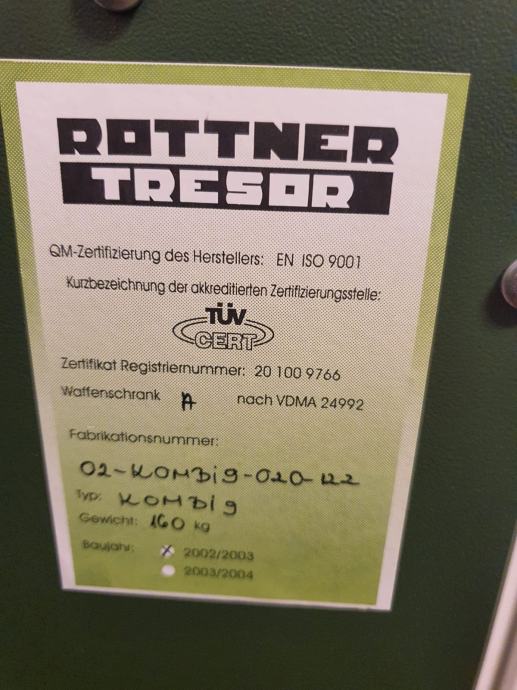 ROTTNER
TRESOR
QM-Zertifizierung des Herstellers: EN ISO 9001
Kurzbezeichnung der akkreditierten Zertifizierungsstelle:
TÜV
CERT
Zertifikat Registriernummer: 20 100 9766
Waffenschrank A nach VDMA 24992
Fabrikationsnummer:
02-KOMBi9-020-122
Typ: KOMBi9
Gewicht: 160 kg
Baujahr: x 2002/2003
2003/2004